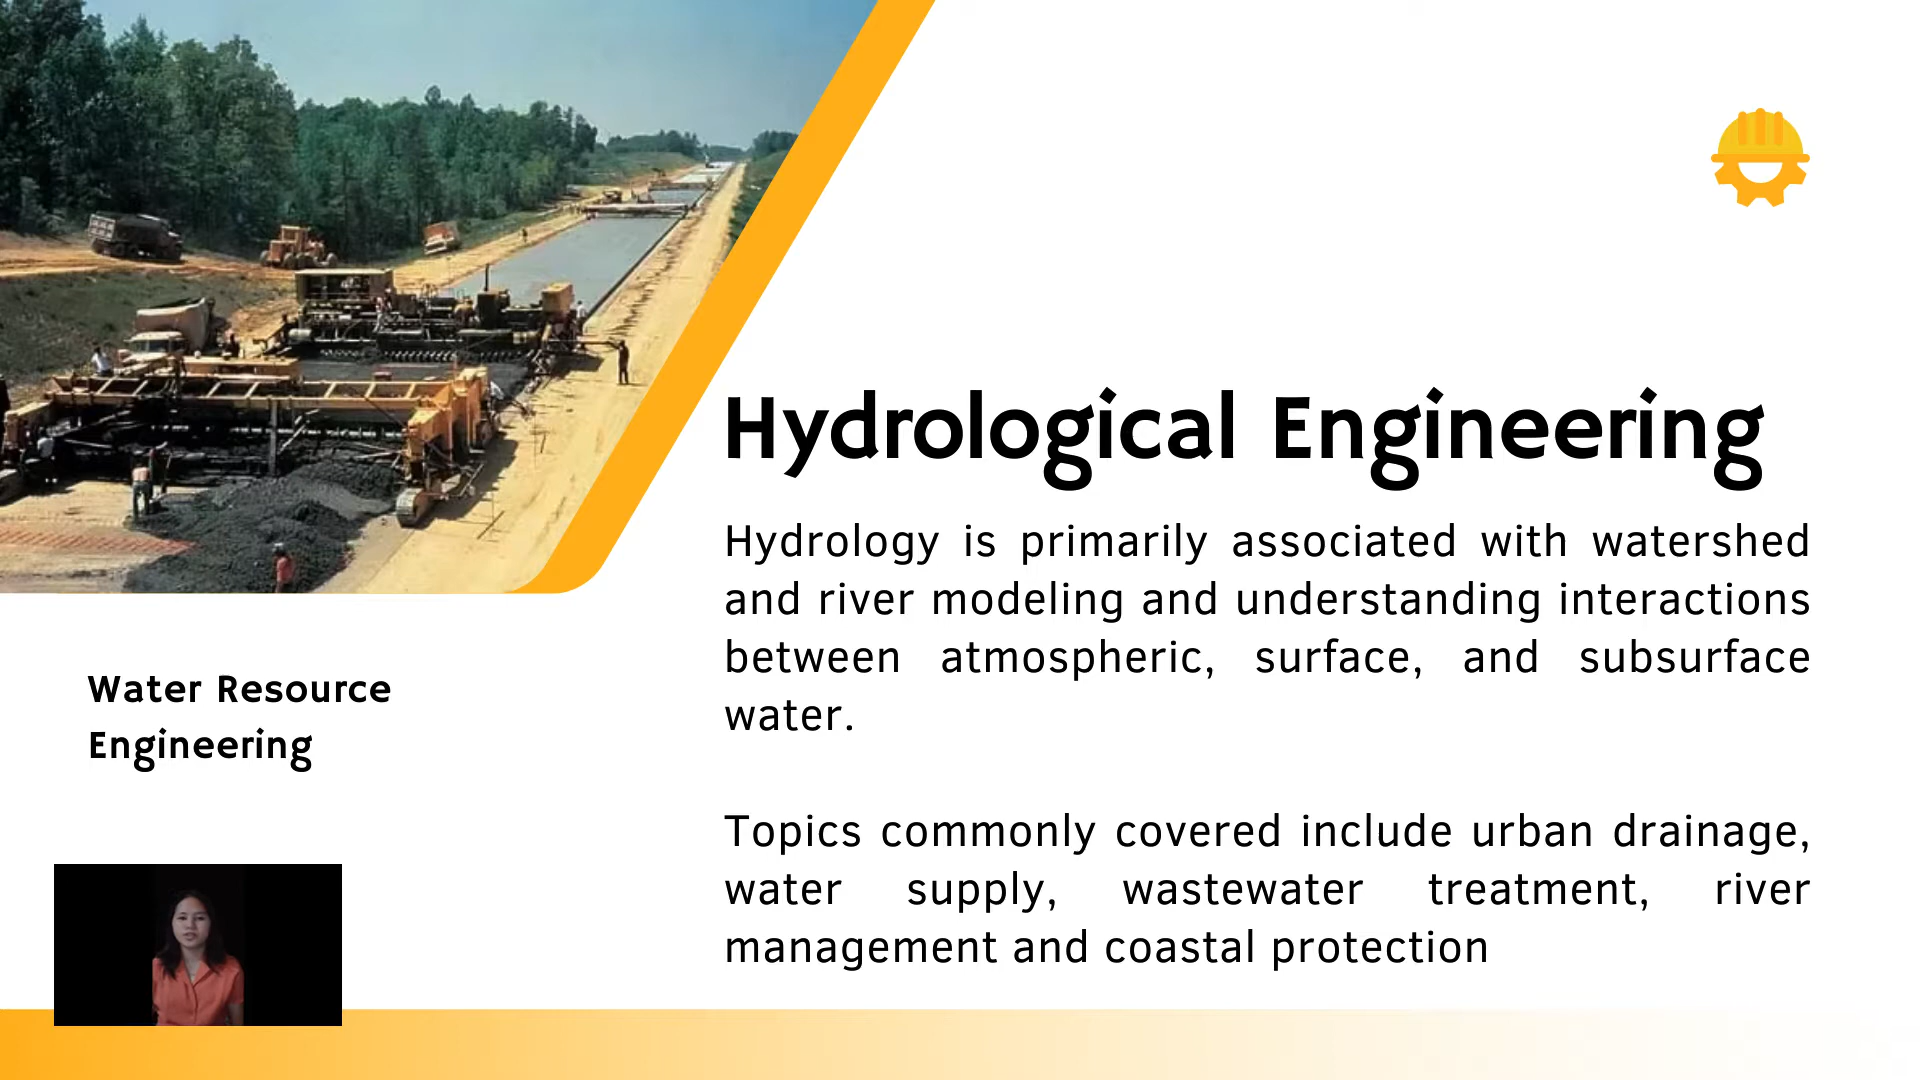 Hydrological Engineering
Hydrology is primarily associated with watershed
and river modeling and understanding interactions
between atmospheric, surface, and subsurface
water.
Topics commonly covered include urban drainage,
water supply, wastewater treatment, river
management and coastal protection
Water Resource
Engineering